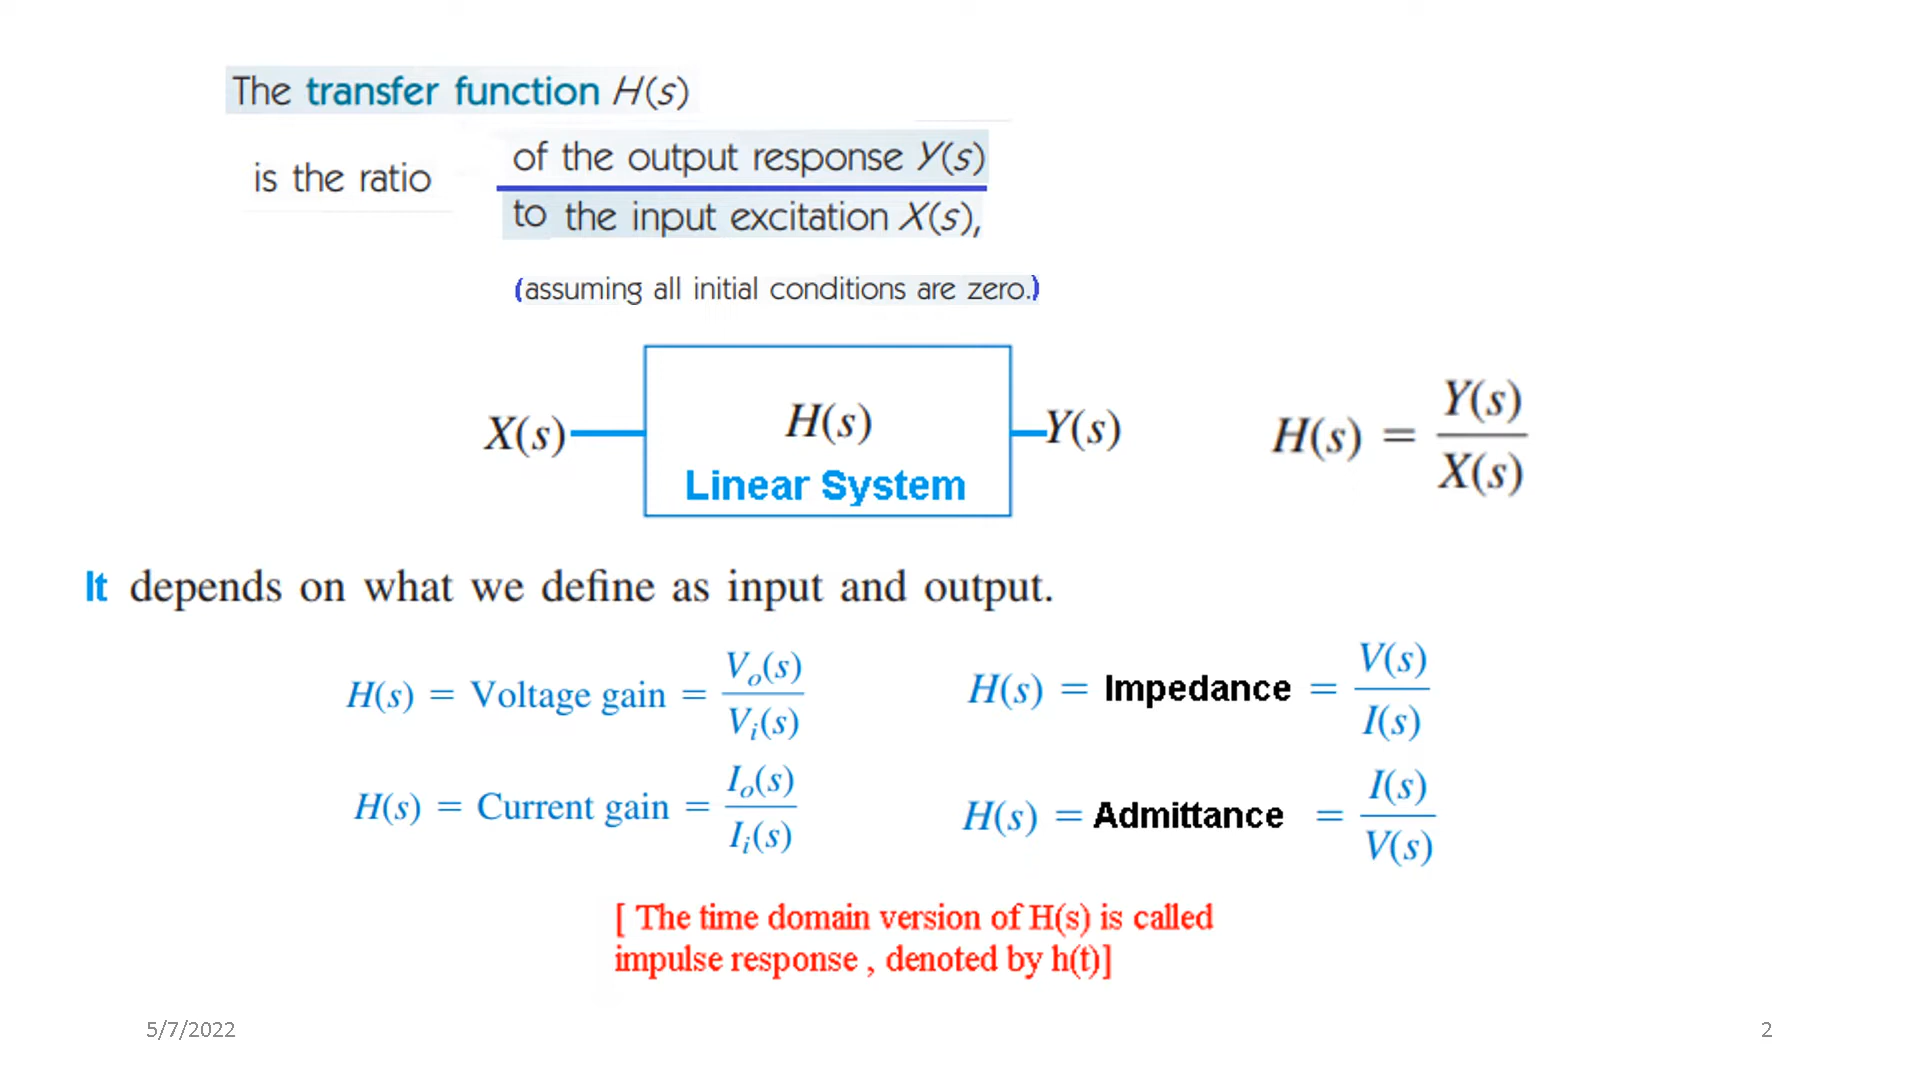 The transfer function H(s)
is the ratio
of the output response Y(s)
to the input excitation X(s),
(assuming all initial conditions are zero.)
X(s) H(s) Y(s)
Linear System
H(s) = Y(s) / X(s)
It depends on what we define as input and output.
H(s) = Voltage gain = Vₒ(s) / Vᵢ(s)
H(s) = Impedance = V(s) / I(s)
H(s) = Current gain = Iₒ(s) / Iᵢ(s)
H(s) = Admittance = I(s) / V(s)
[ The time domain version of H(s) is called
impulse response , denoted by h(t)]
5/7/2022
2